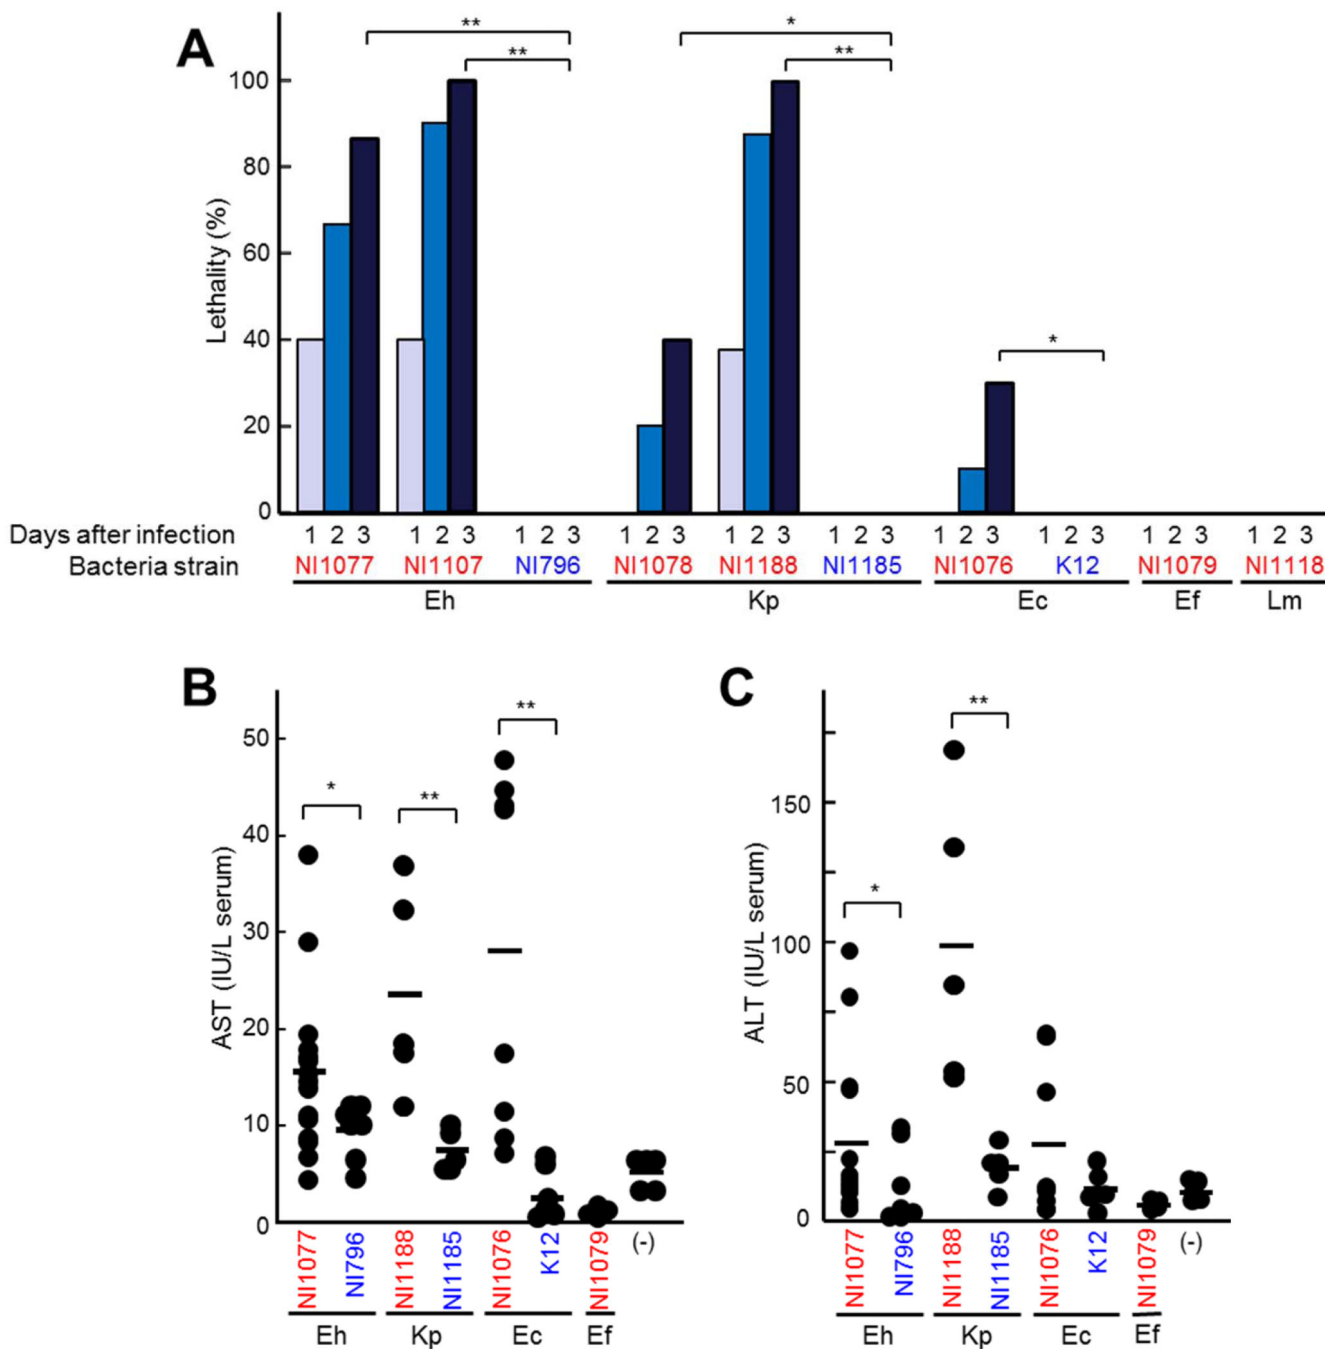 A
** 
**
*
**
*
Lethality (%)
100
80
60
40
20
0
Days after infection 1 2 3 1 2 3 1 2 3 1 2 3 1 2 3 1 2 3 1 2 3 1 2 3 1 2 3 1 2 3
Bacteria strain NI1077 NI1107 NI796 NI1078 NI1188 NI1185 NI1076 K12 NI1079 NI1118
Eh Kp Ec Ef Lm
B
AST (IU/L serum)
50
40
30
20
10
0
*
**
**
NI1077 NI796 NI1188 NI1185 NI1076 K12 NI1079 (-)
Eh Kp Ec Ef
C
ALT (IU/L serum)
150
100
50
0
*
**
NI1077 NI796 NI1188 NI1185 NI1076 K12 NI1079 (-)
Eh Kp Ec Ef